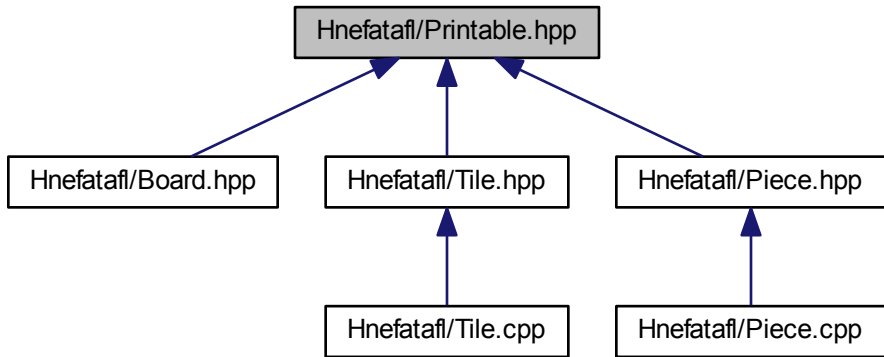 Hnefatafl/Printable.hpp
Hnefatafl/Board.hpp
Hnefatafl/Tile.hpp
Hnefatafl/Piece.hpp
Hnefatafl/Tile.cpp
Hnefatafl/Piece.cpp